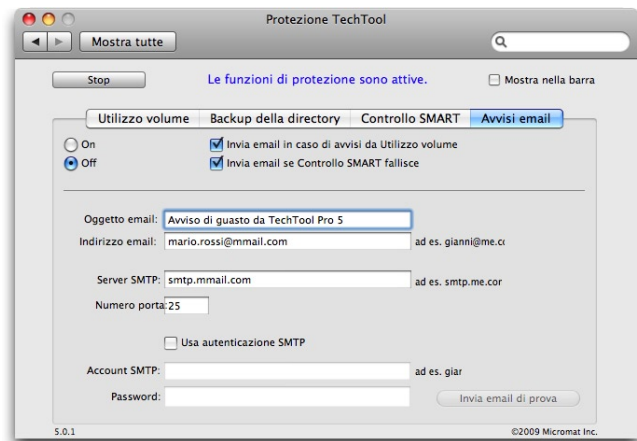 Protezione TechTool
Mostra tutte
Stop
Le funzioni di protezione sono attive.
Mostra nella barra
Utilizzo volume Backup della directory Controllo SMART Avvisi email
On
Invia email in caso di avvisi da Utilizzo volume
Off
Invia email se Controllo SMART fallisce
Oggetto email: Avviso di guasto da TechTool Pro 5
Indirizzo email: mario.rossi@mmail.com ad es. gianni@me.cc
Server SMTP: smtp.mmail.com ad es. smtp.me.cor
Numero porta: 25
Usa autenticazione SMTP
Account SMTP: ad es. giar
Password: Invia email di prova
5.0.1 ©2009 Micromat Inc.